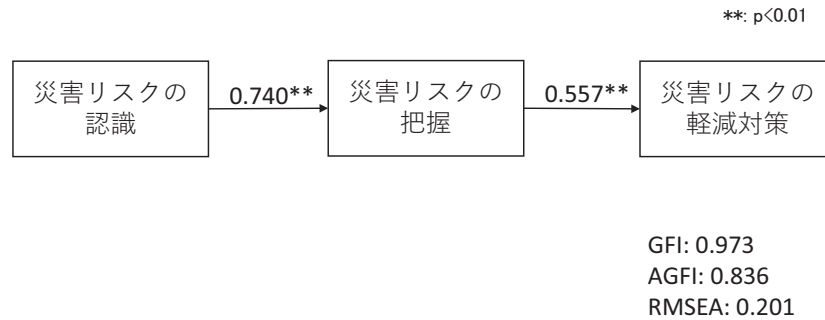 **: p<0.01
災害リスクの
認識
0.740**
災害リスクの
把握
0.557**
災害リスクの
軽減対策
GFI: 0.973
AGFI: 0.836
RMSEA: 0.201